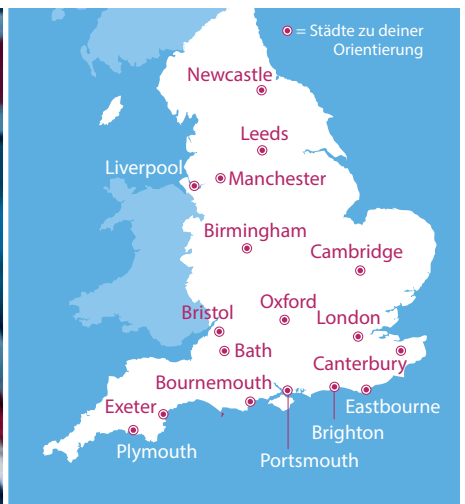 = Städte zu deiner
Orientierung
Newcastle
Leeds
Liverpool
Manchester
Birmingham
Cambridge
Oxford
Bristol
London
Bath
Canterbury
Bournemouth
Exeter
Eastbourne
Brighton
Plymouth
Portsmouth